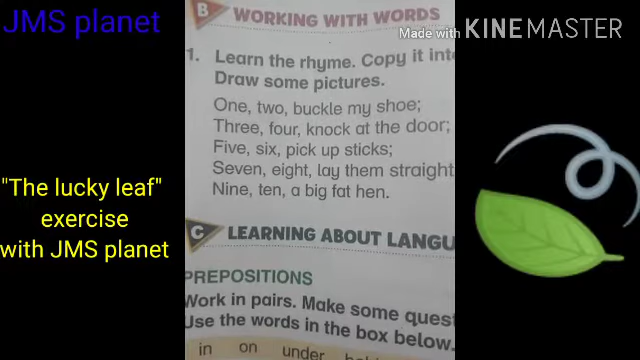 JMS planet
"The lucky leaf"
exercise
with JMS planet
Made with KINEMASTER
B WORKING WITH WORDS
1. Learn the rhyme. Copy it
Draw some pictures.
One, two, buckle my shoe;
Three, four, knock at the door;
Five, six, pick up sticks;
Seven, eight, lay them straight
Nine, ten, a big fat hen.
C LEARNING ABOUT
PREPOSITIONS
Work in pairs. Make some
Use the words in the box below.
in on under